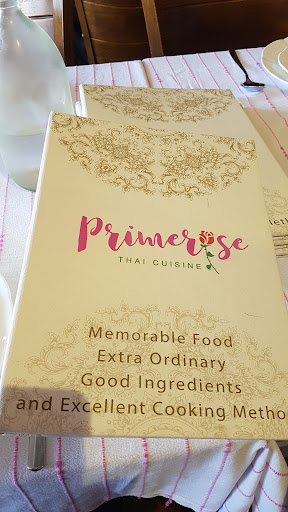 Primerose
THAI CUISINE
Memorable Food
Extra Ordinary
Good Ingredients
and Excellent Cooking Metho